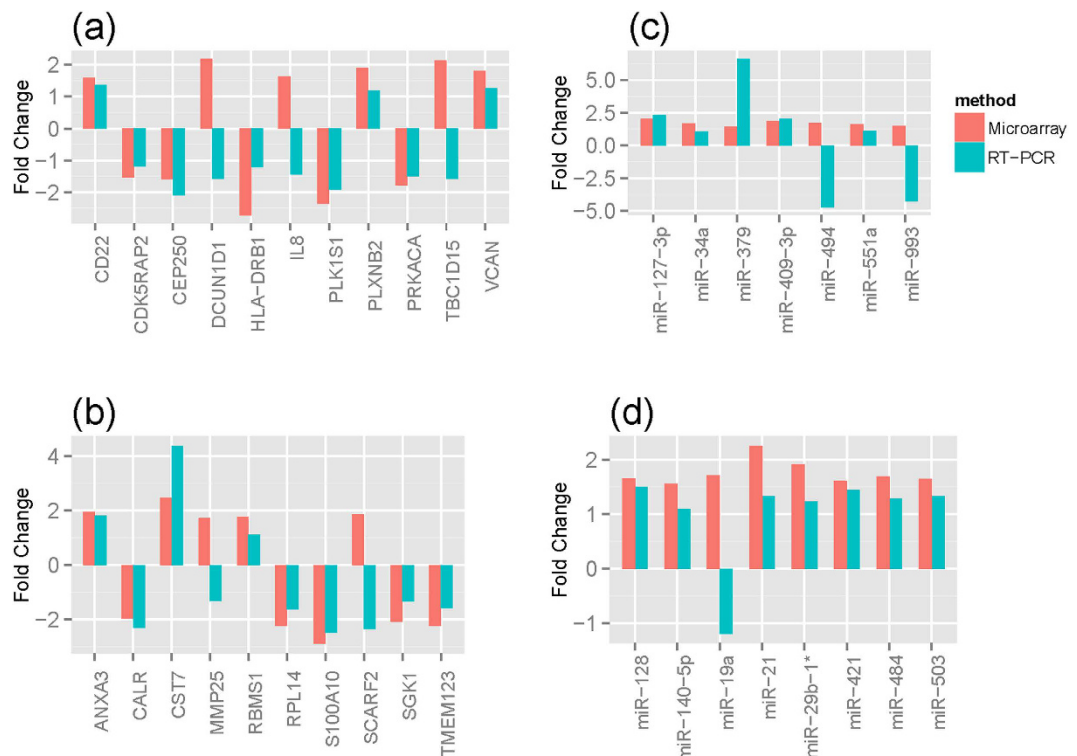 (a)
Fold Change
2
1
0
−1
−2
CD22
CDK5RAP2
CEP250
DCUN1D1
HLA−DRB1
IL8
PLK1S1
PLXNB2
PRKACA
TBC1D15
VCAN
(c)
Fold Change
5.0
2.5
0.0
−2.5
−5.0
miR−127−3p
miR−34a
miR−379
miR−409−3p
miR−494
miR−551a
miR−993
method
Microarray
RT−PCR
(b)
Fold Change
4
2
0
−2
ANXA3
CALR
CST7
MMP25
RBMS1
RPL14
S100A10
SCARF2
SGK1
TMEM123
(d)
Fold Change
2
1
0
−1
miR−128
miR−140−5p
miR−19a
miR−21
miR−29b−1*
miR−421
miR−484
miR−503